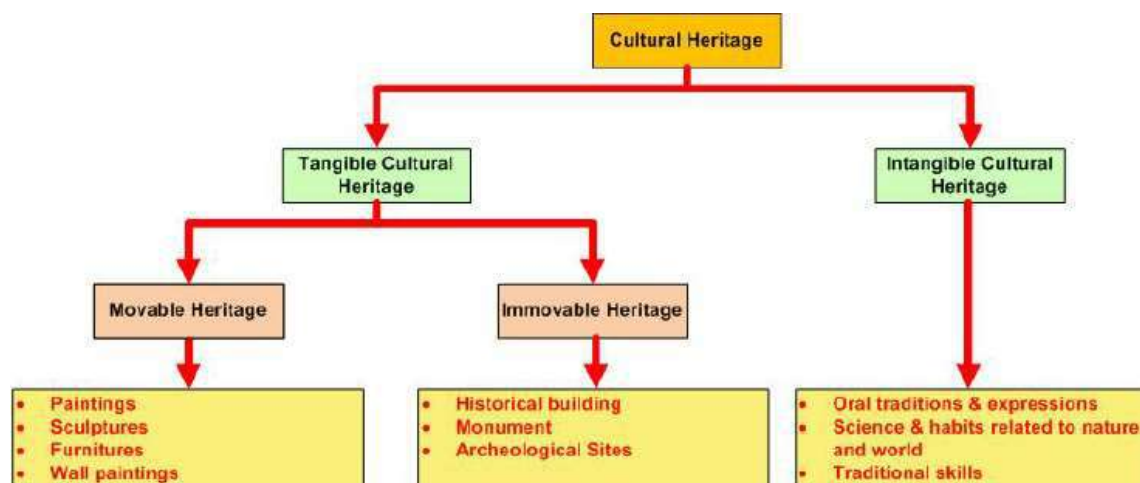 Cultural Heritage
Tangible Cultural
Heritage
Intangible Cultural
Heritage
Movable Heritage
Immovable Heritage
• Paintings
• Sculptures
• Furnitures
• Wall paintings
• Historical building
• Monument
• Archeological Sites
• Oral traditions & expressions
• Science & habits related to nature
and world
• Traditional skills